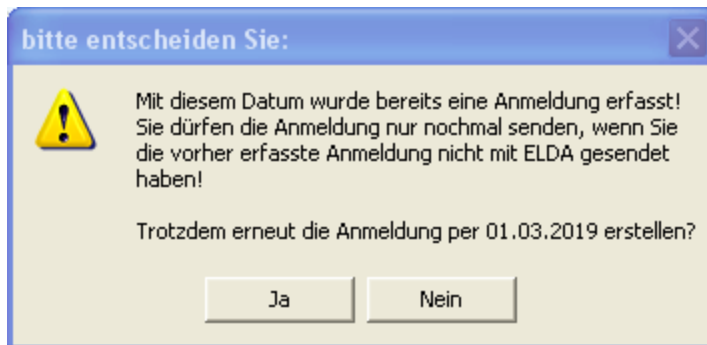 bitte entscheiden Sie:
Mit diesem Datum wurde bereits eine Anmeldung erfasst!
Sie dürfen die Anmeldung nur nochmal senden, wenn Sie
die vorher erfasste Anmeldung nicht mit ELDA gesendet
haben!
Trotzdem erneut die Anmeldung per 01.03.2019 erstellen?
Ja
Nein